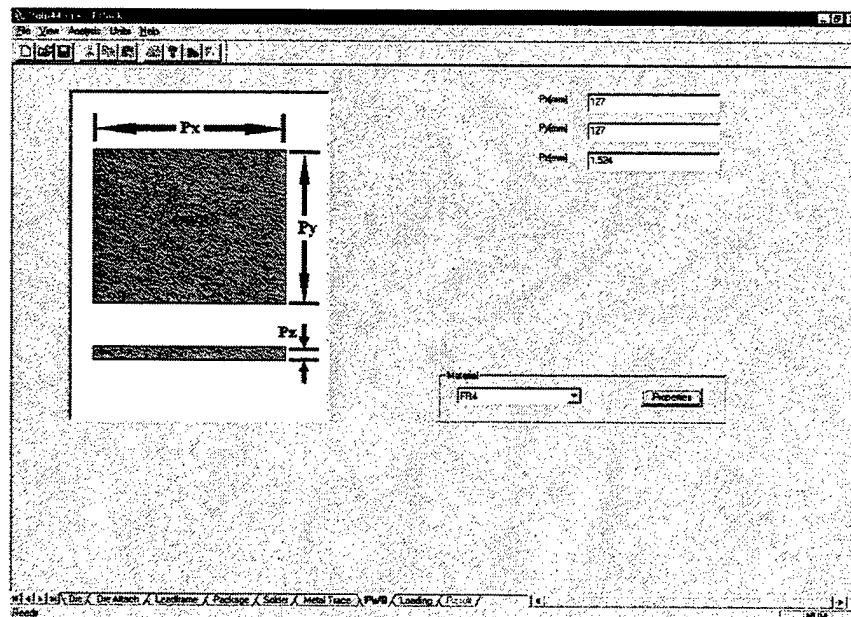 File View Analysis Units Help
Px
Py
Pz
Px[mm] 127
Py[mm] 127
Pz[mm] 1.524
Material
FR4
Properties
Die Die Attach Leadframe Package Solder Metal Trace PWB Loading Result
Ready
NUM